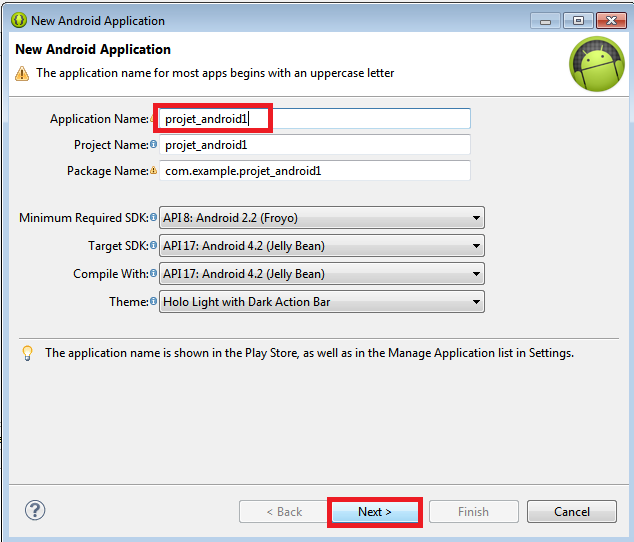 New Android Application
New Android Application
The application name for most apps begins with an uppercase letter
Application Name: projet_android1
Project Name: projet_android1
Package Name: com.example.projet_android1
Minimum Required SDK: API 8: Android 2.2 (Froyo)
Target SDK: API 17: Android 4.2 (Jelly Bean)
Compile With: API 17: Android 4.2 (Jelly Bean)
Theme: Holo Light with Dark Action Bar
The application name is shown in the Play Store, as well as in the Manage Application list in Settings.
? < Back Next > Finish Cancel